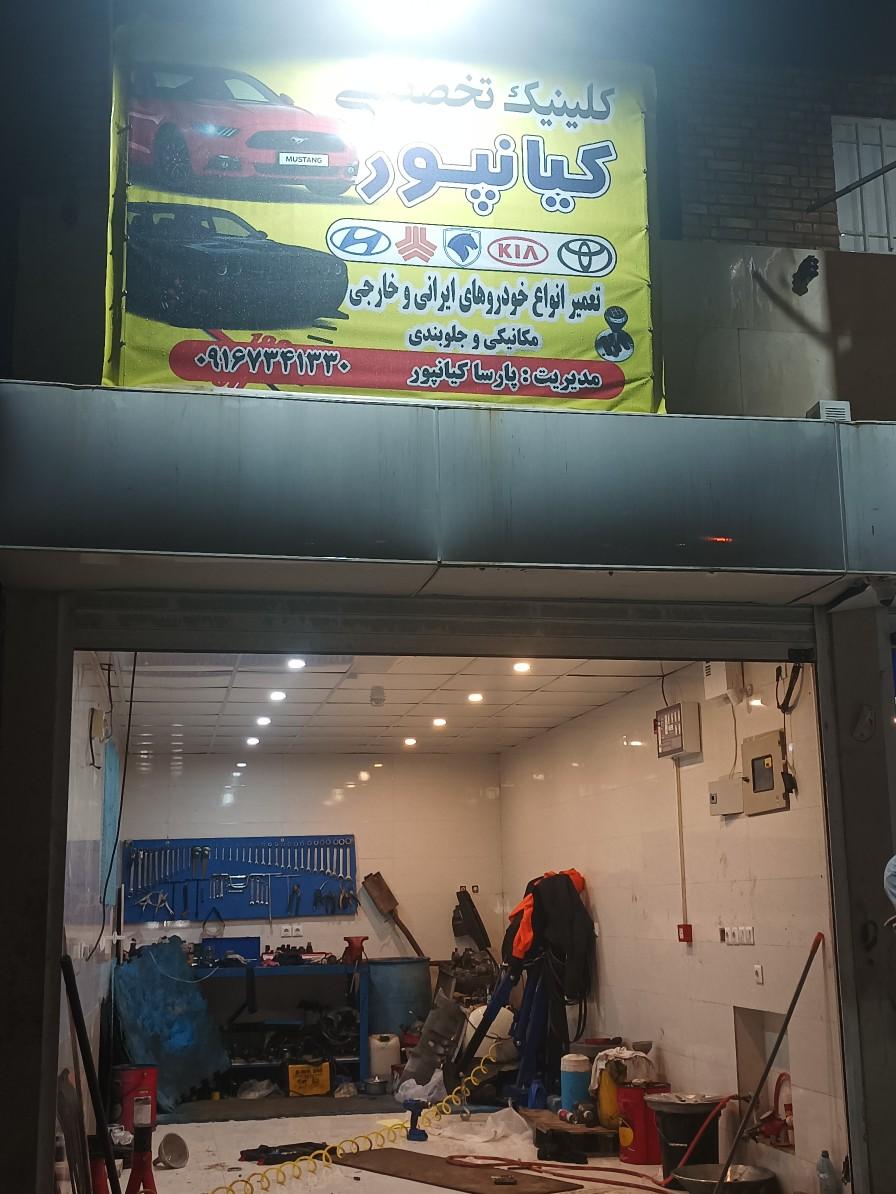 کلینیک تخصصی
کیانپور
MUSTANG
KIA
تعمیر انواع خودروهای ایرانی و خارجی
مکانیکی و جلوبندی
مدیریت : پارسا کیانپور
۰۹۱۶۷۳۴۱۳۳۰